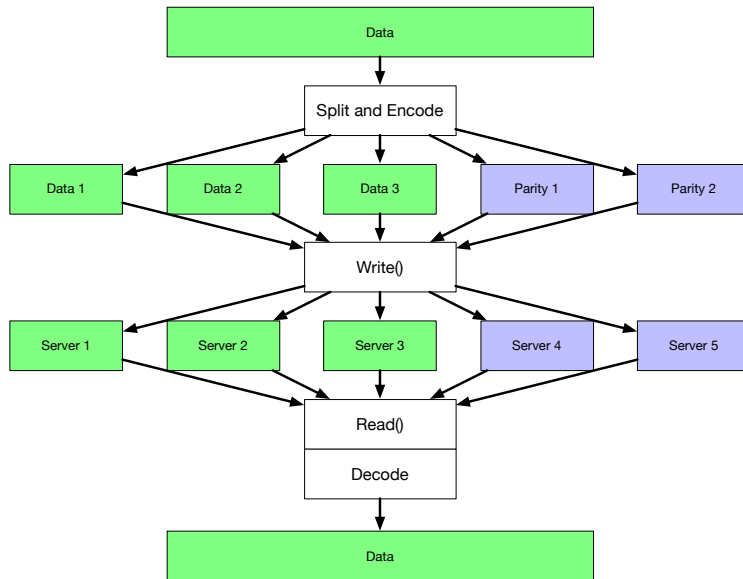 Data
Split and Encode
Data 1
Data 2
Data 3
Parity 1
Parity 2
Write()
Server 1
Server 2
Server 3
Server 4
Server 5
Read()
Decode
Data